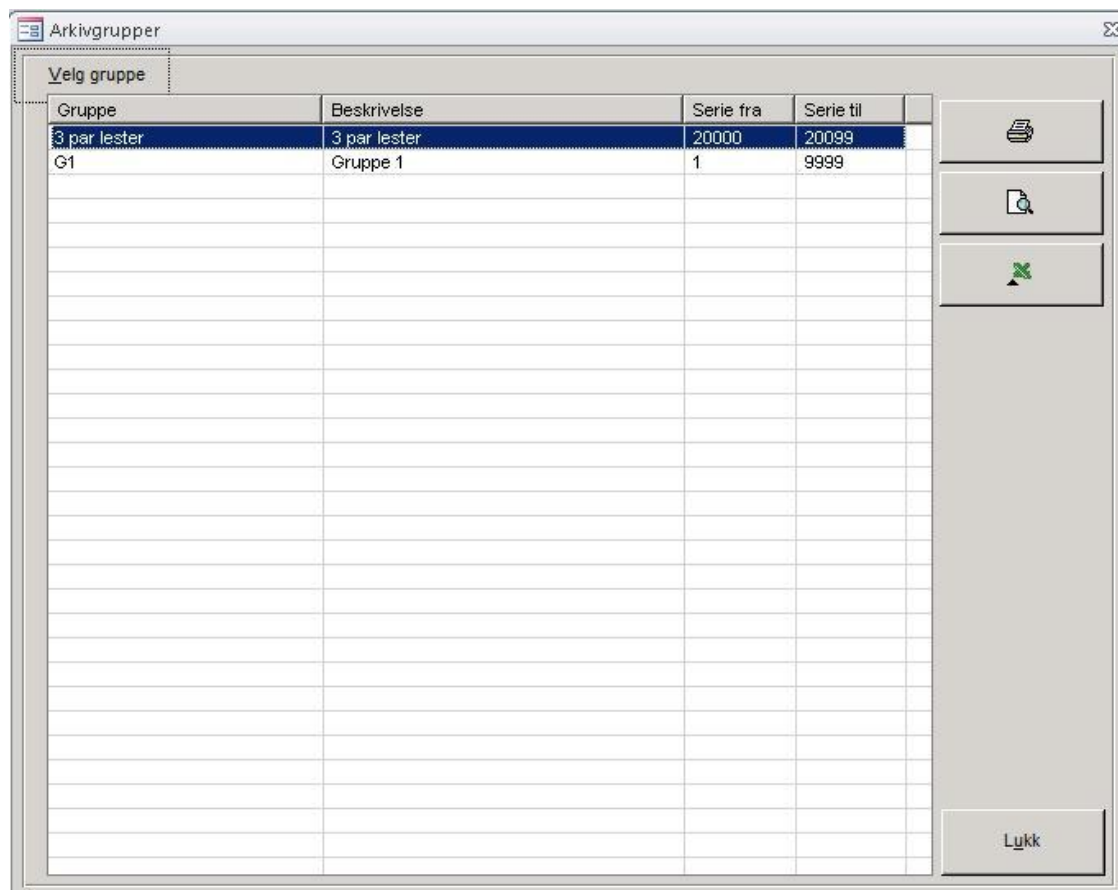 Arkivgrupper
Velg gruppe
Gruppe Beskrivelse Serie fra Serie til
3 par lester 3 par lester 20000 20099
G1 Gruppe 1 1 9999
Lukk